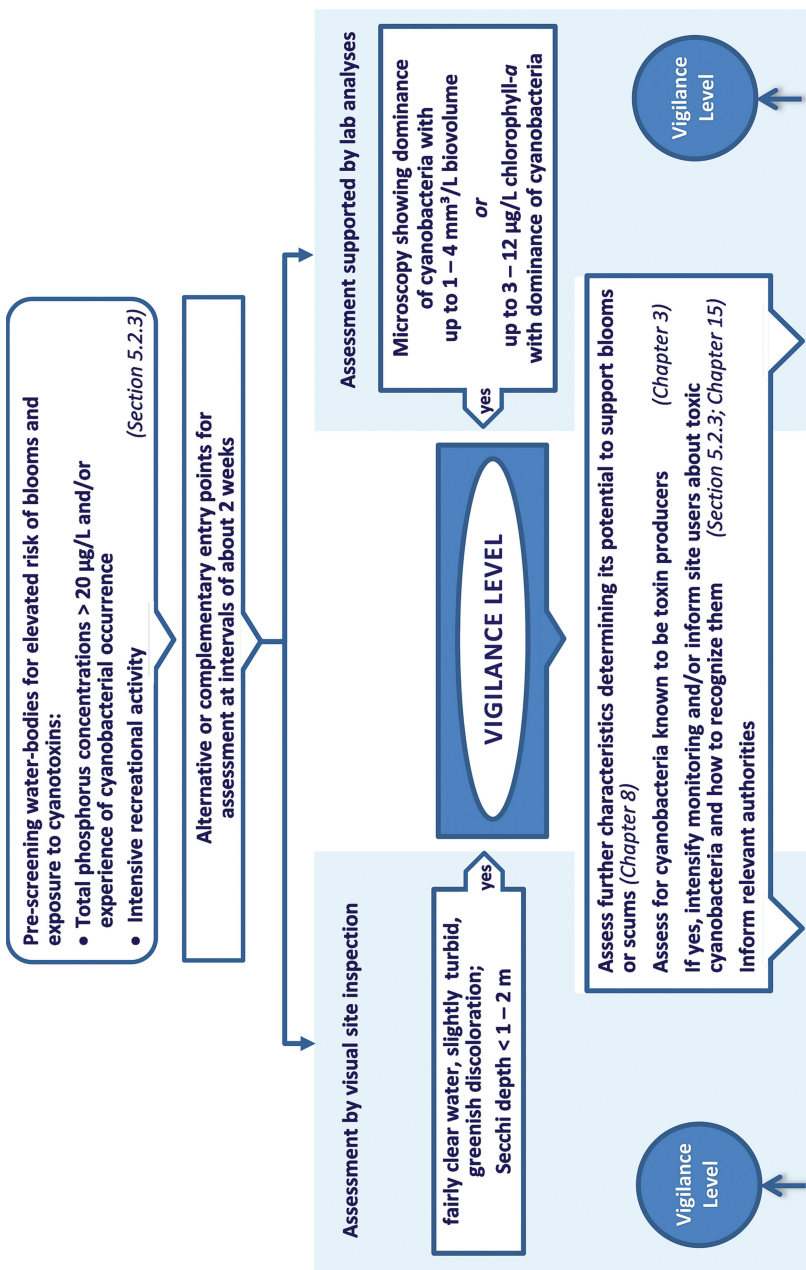 Pre-screening water-bodies for elevated risk of blooms and
exposure to cyanotoxins:
• Total phosphorus concentrations > 20 µg/L and/or
experience of cyanobacterial occurrence
(Section 5.2.3)
• Intensive recreational activity
Alternative or complementary entry points for
assessment at intervals of about 2 weeks
Assessment by visual site inspection
fairly clear water, slightly turbid,
greenish discoloration;
Secchi depth < 1 – 2 m
yes
VIGILANCE LEVEL
Assessment supported by lab analyses
Microscopy showing dominance
of cyanobacteria with
up to 1 – 4 mm³/L biovolume
or
up to 3 – 12 µg/L chlorophyll-a
with dominance of cyanobacteria
yes
Assess further characteristics determining its potential to support blooms
or scums (Chapter 8)
Assess for cyanobacteria known to be toxin producers (Chapter 3)
If yes, intensify monitoring and/or inform site users about toxic
cyanobacteria and how to recognize them (Section 5.2.3; Chapter 15)
Inform relevant authorities
Vigilance
Level
Vigilance
Level